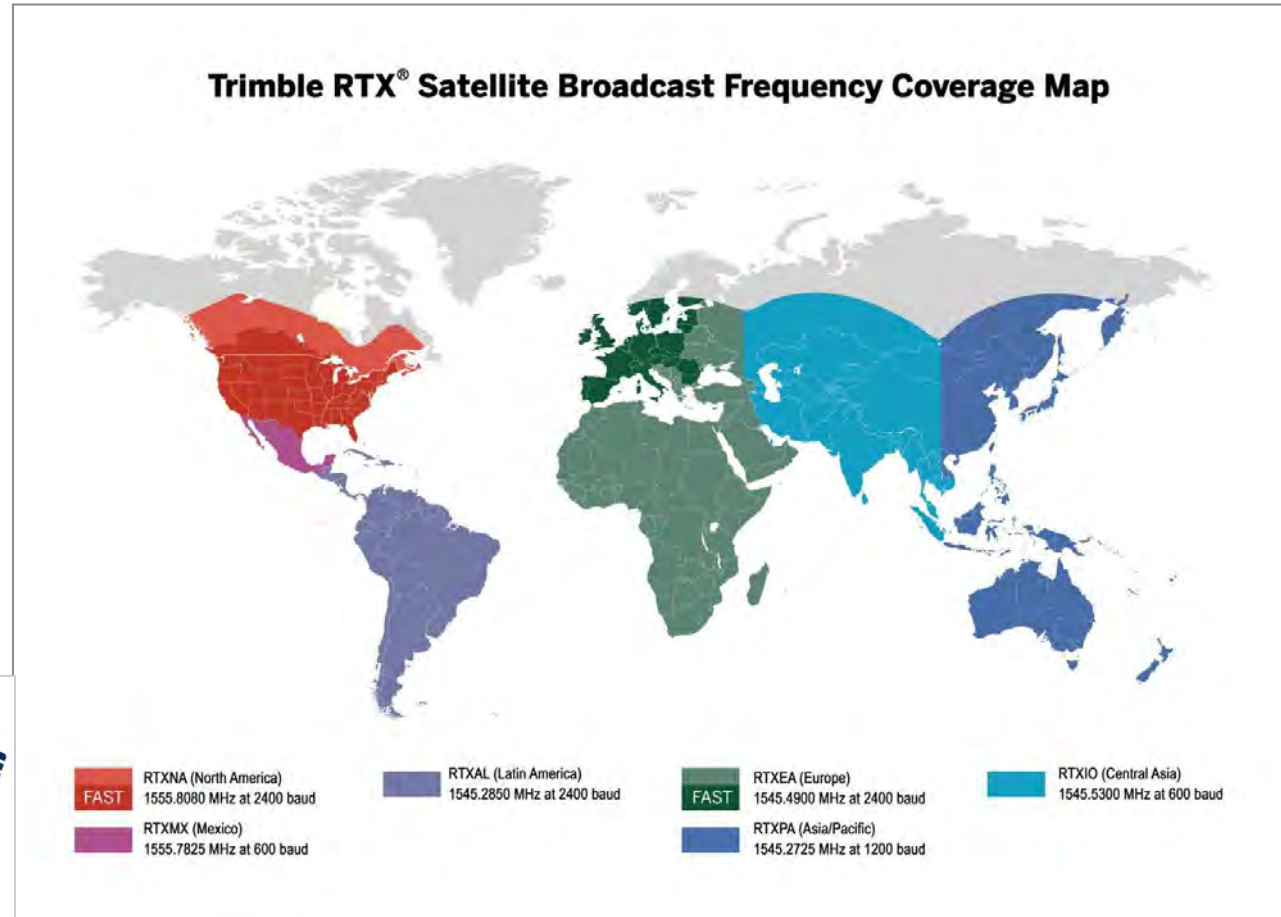 Trimble RTX® Satellite Broadcast Frequency Coverage Map
FAST
RTXNA (North America)
1555.8080 MHz at 2400 baud
RTXMX (Mexico)
1555.7825 MHz at 600 baud
RTXAL (Latin America)
1545.2850 MHz at 2400 baud
FAST
RTXEA (Europe)
1545.4900 MHz at 2400 baud
RTXPA (Asia/Pacific)
1545.2725 MHz at 1200 baud
RTXIO (Central Asia)
1545.5300 MHz at 600 baud